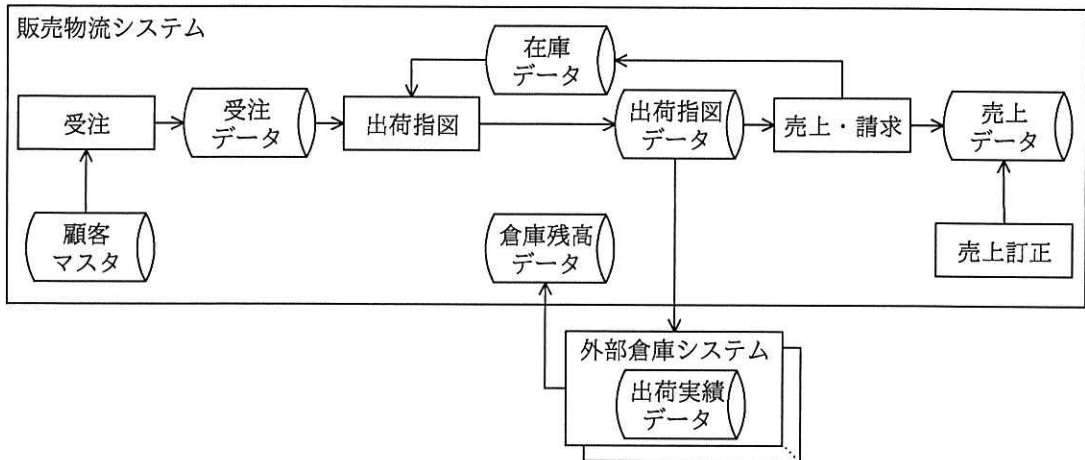 販売物流システム
在庫
データ
受注
受注
データ
出荷指図
出荷指図
データ
売上・請求
売上
データ
顧客
マスタ
倉庫残高
データ
売上訂正
外部倉庫システム
出荷実績
データ